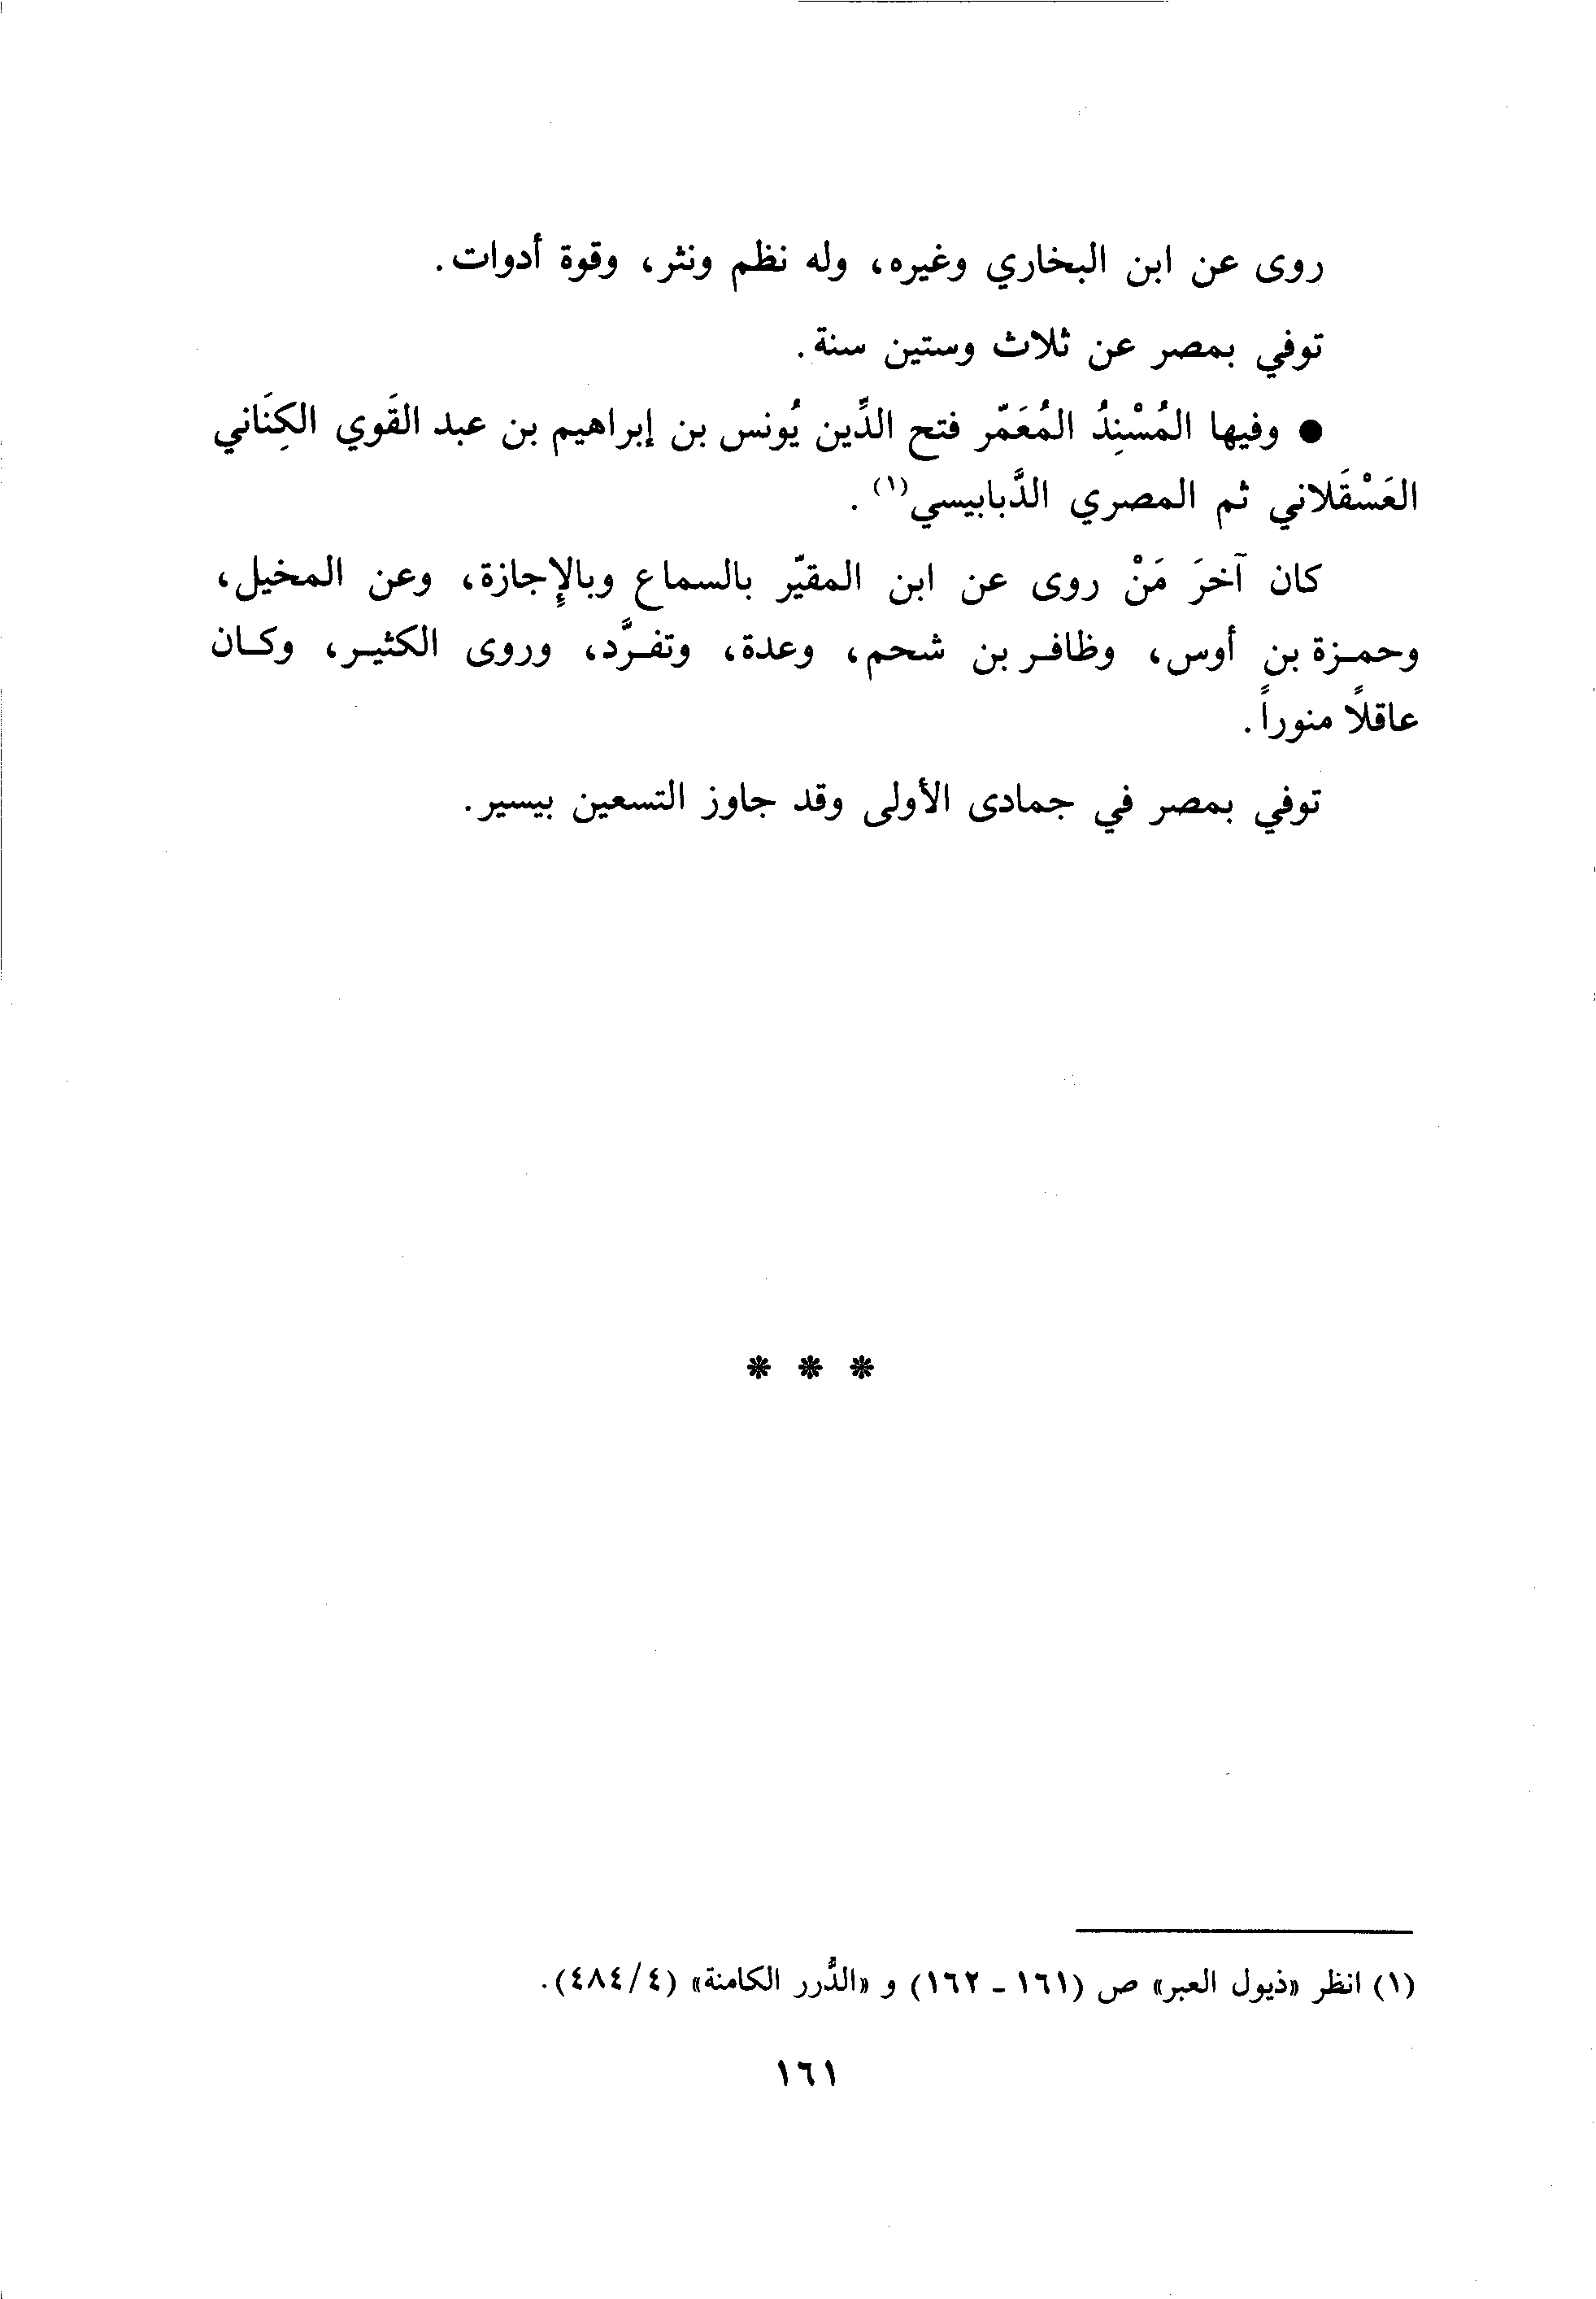 روى عن ابن البخاري وغيره، وله نظم ونثر، وقوة أدوات.
توفي بمصر عن ثلاث وستين سنة.
● وفيها المُسْنِدُ المُعَمّر فتح الدِّين يُونس بن إبراهيم بن عبد القَوي الكِنَاني
العَسْقَلاني ثم المصري الدَّبابيسي(١).
كان آخرَ مَنْ روى عن ابن المقيّر بالسماع وبالإِجازة، وعن المخيل،
وحمزة بن أوس، وظافر بن شحم، وعدة، وتفرَّد، وروى الكثير، وكان
عاقلاً منوراً.
توفي بمصر في جمادى الأولى وقد جاوز التسعين بيسير.
* * *
(١) انظر «ذيول العبر» ص (١٦١ - ١٦٢) و «الدُّرر الكامنة» (٤/٤٨٤).
١٦١